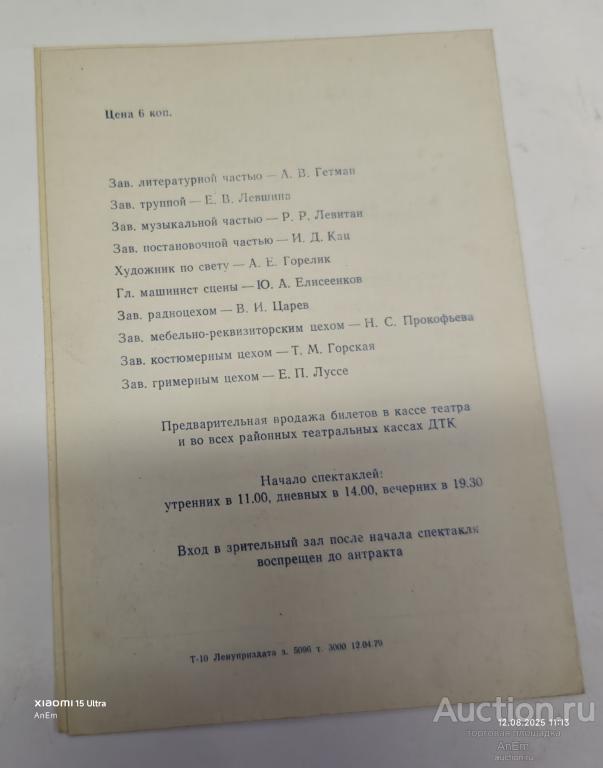 Цена 6 коп.
Зав. литературной частью — А. В. Гетман
Зав. труппой — Е. В. Левшина
Зав. музыкальной частью — Р. Р. Левитан
Зав. постановочной частью — И. Д. Кац
Художник по свету — А. Е. Горелик
Гл. машинист сцены — Ю. А. Елисеенков
Зав. радиоцехом — В. И. Царев
Зав. мебельно-реквизиторским цехом — Н. С. Прокофьева
Зав. костюмерным цехом — Т. М. Горская
Зав. гримерным цехом — Е. П. Луссе
Предварительная продажа билетов в кассе театра
и во всех районных театральных кассах ДТК
Начало спектаклей:
утренних в 11.00, дневных в 14.00, вечерних в 19.30
Вход в зрительный зал после начала спектакля
воспрещен до антракта
Т-10 Ленуприздата з. 5096 т. 3000 12.04.79
XIAOMI 15 Ultra
AnEm
12.08.2025 11:13
Auction.ru
торговая площадка
AnEm
auction.ru